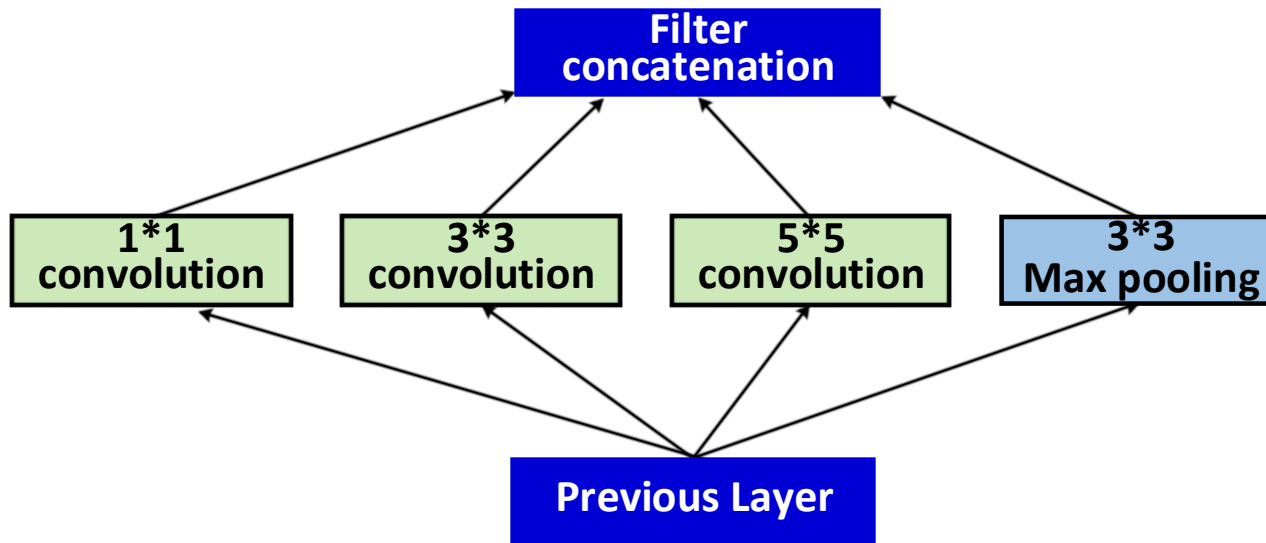 Filter
concatenation
1*1
convolution
3*3
convolution
5*5
convolution
3*3
Max pooling
Previous Layer